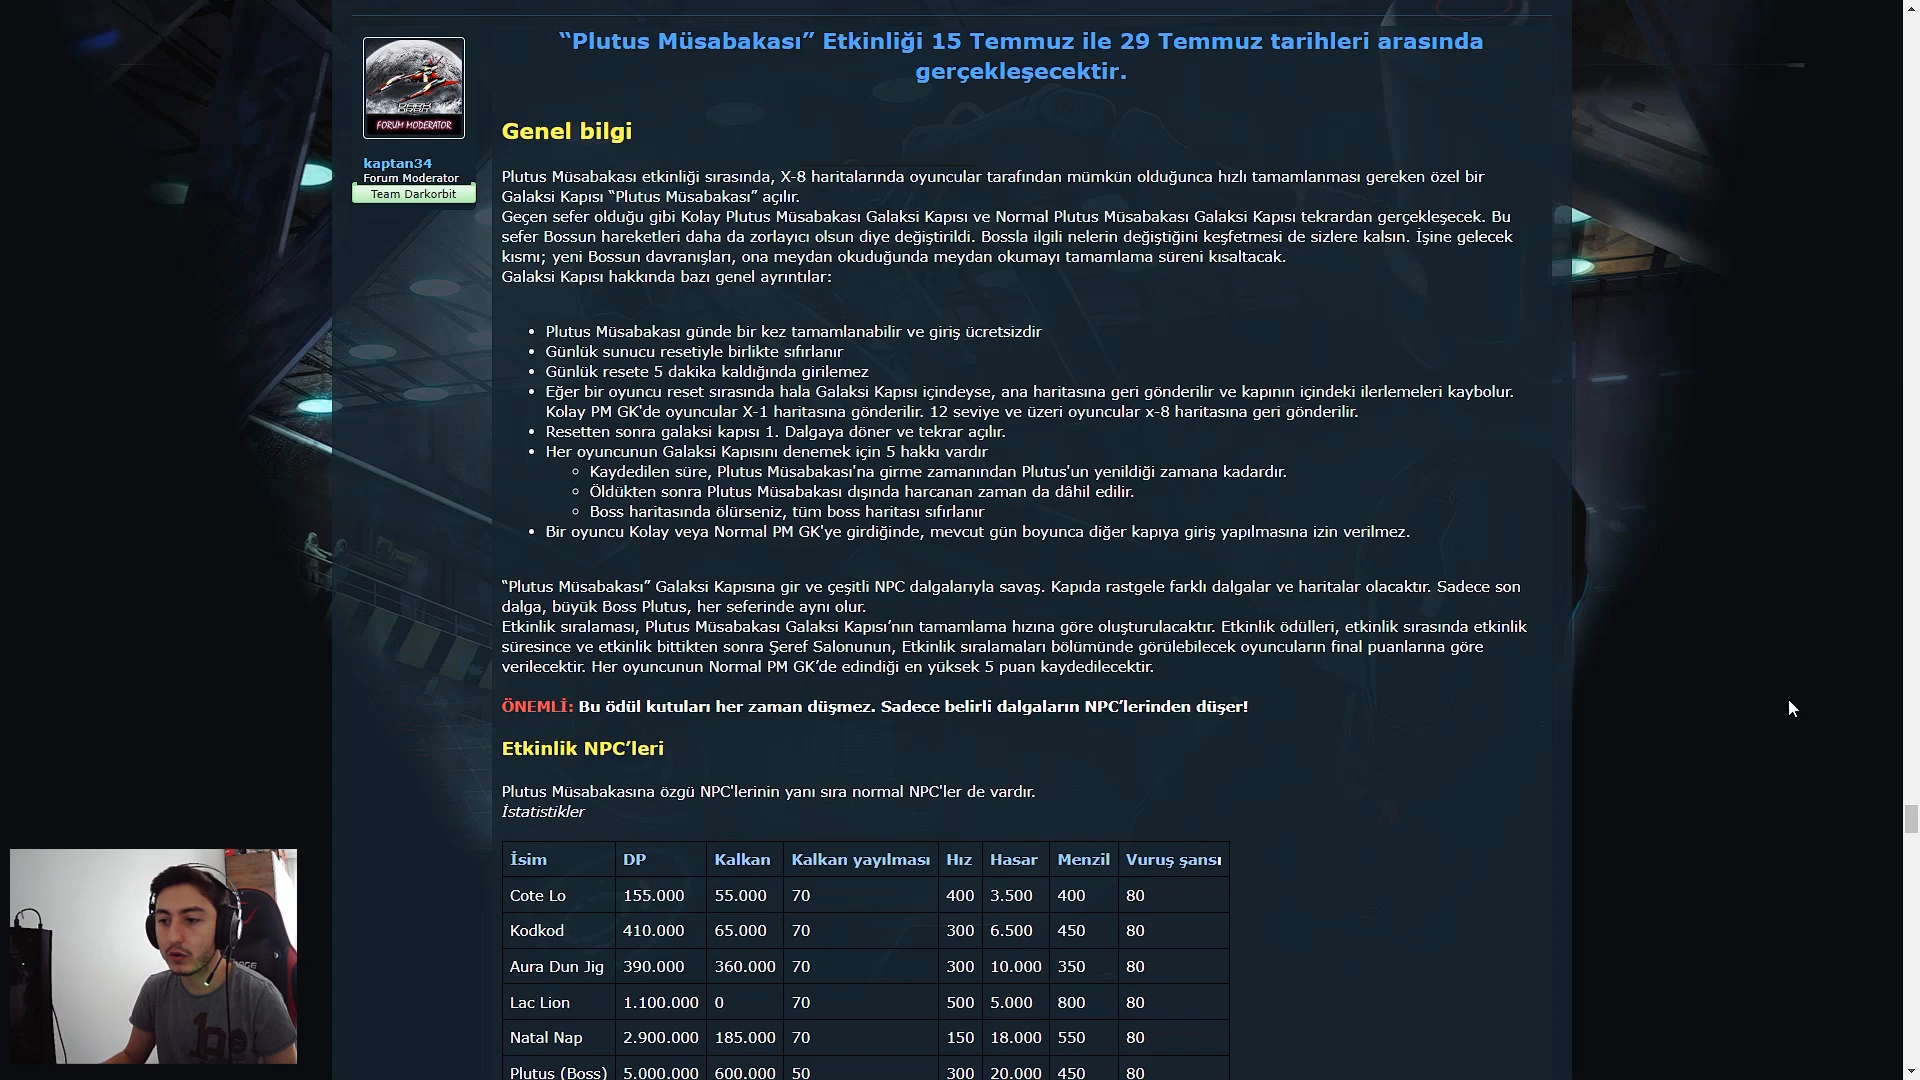 “Plutus Müsabakası” Etkinliği 15 Temmuz ile 29 Temmuz tarihleri arasında
gerçekleşecektir.
DARK ORBIT
FORUM MODERATOR
kaptan34
Forum Moderator
Team Darkorbit
Genel bilgi
Plutus Müsabakası etkinliği sırasında, X-8 haritalarında oyuncular tarafından mümkün olduğunca hızlı tamamlanması gereken özel bir
Galaksi Kapısı “Plutus Müsabakası” açılır.
Geçen sefer olduğu gibi Kolay Plutus Müsabakası Galaksi Kapısı ve Normal Plutus Müsabakası Galaksi Kapısı tekrardan gerçekleşecek. Bu
sefer Bossun hareketleri daha da zorlayıcı olsun diye değiştirildi. Bossla ilgili nelerin değiştiğini keşfetmesi de sizlere kalsın. İşine gelecek
kısmı; yeni Bossun davranışları, ona meydan okuduğunda meydan okumayı tamamlama süreni kısaltacak.
Galaksi Kapısı hakkında bazı genel ayrıntılar:
• Plutus Müsabakası günde bir kez tamamlanabilir ve giriş ücretsizdir
• Günlük sunucu resetiyle birlikte sıfırlanır
• Günlük resete 5 dakika kaldığında girilemez
• Eğer bir oyuncu reset sırasında hala Galaksi Kapısı içindeyse, ana haritasına geri gönderilir ve kapının içindeki ilerlemeleri kaybolur.
Kolay PM GK'de oyuncular X-1 haritasına gönderilir. 12 seviye ve üzeri oyuncular x-8 haritasına geri gönderilir.
• Resetten sonra galaksi kapısı 1. Dalgaya döner ve tekrar açılır.
• Her oyuncunun Galaksi Kapısını denemek için 5 hakkı vardır
◦ Kaydedilen süre, Plutus Müsabakası'na girme zamanından Plutus'un yenildiği zamana kadardır.
◦ Öldükten sonra Plutus Müsabakası dışında harcanan zaman da dâhil edilir.
◦ Boss haritasında ölürseniz, tüm boss haritası sıfırlanır
• Bir oyuncu Kolay veya Normal PM GK'ye girdiğinde, mevcut gün boyunca diğer kapıya giriş yapılmasına izin verilmez.
“Plutus Müsabakası” Galaksi Kapısına gir ve çeşitli NPC dalgalarıyla savaş. Kapıda rastgele farklı dalgalar ve haritalar olacaktır. Sadece son
dalga, büyük Boss Plutus, her seferinde aynı olur.
Etkinlik sıralaması, Plutus Müsabakası Galaksi Kapısı’nın tamamlama hızına göre oluşturulacaktır. Etkinlik ödülleri, etkinlik sırasında etkinlik
süresince ve etkinlik bittikten sonra Şeref Salonunun, Etkinlik sıralamaları bölümünde görülebilecek oyuncuların final puanlarına göre
verilecektir. Her oyuncunun Normal PM GK’de edindiği en yüksek 5 puan kaydedilecektir.
ÖNEMLİ: Bu ödül kutuları her zaman düşmez. Sadece belirli dalgaların NPC’lerinden düşer!
Etkinlik NPC’leri
Plutus Müsabakasına özgü NPC'lerinin yanı sıra normal NPC'ler de vardır.
İstatistikler
İsim DP Kalkan Kalkan yayılması Hız Hasar Menzil Vuruş şansı
Cote Lo 155.000 55.000 70 400 3.500 400 80
Kodkod 410.000 65.000 70 300 6.500 450 80
Aura Dun Jig 390.000 360.000 70 300 10.000 350 80
Lac Lion 1.100.000 0 70 500 5.000 800 80
Natal Nap 2.900.000 185.000 70 150 18.000 550 80
Plutus (Boss) 5.000.000 600.000 50 300 20.000 450 80